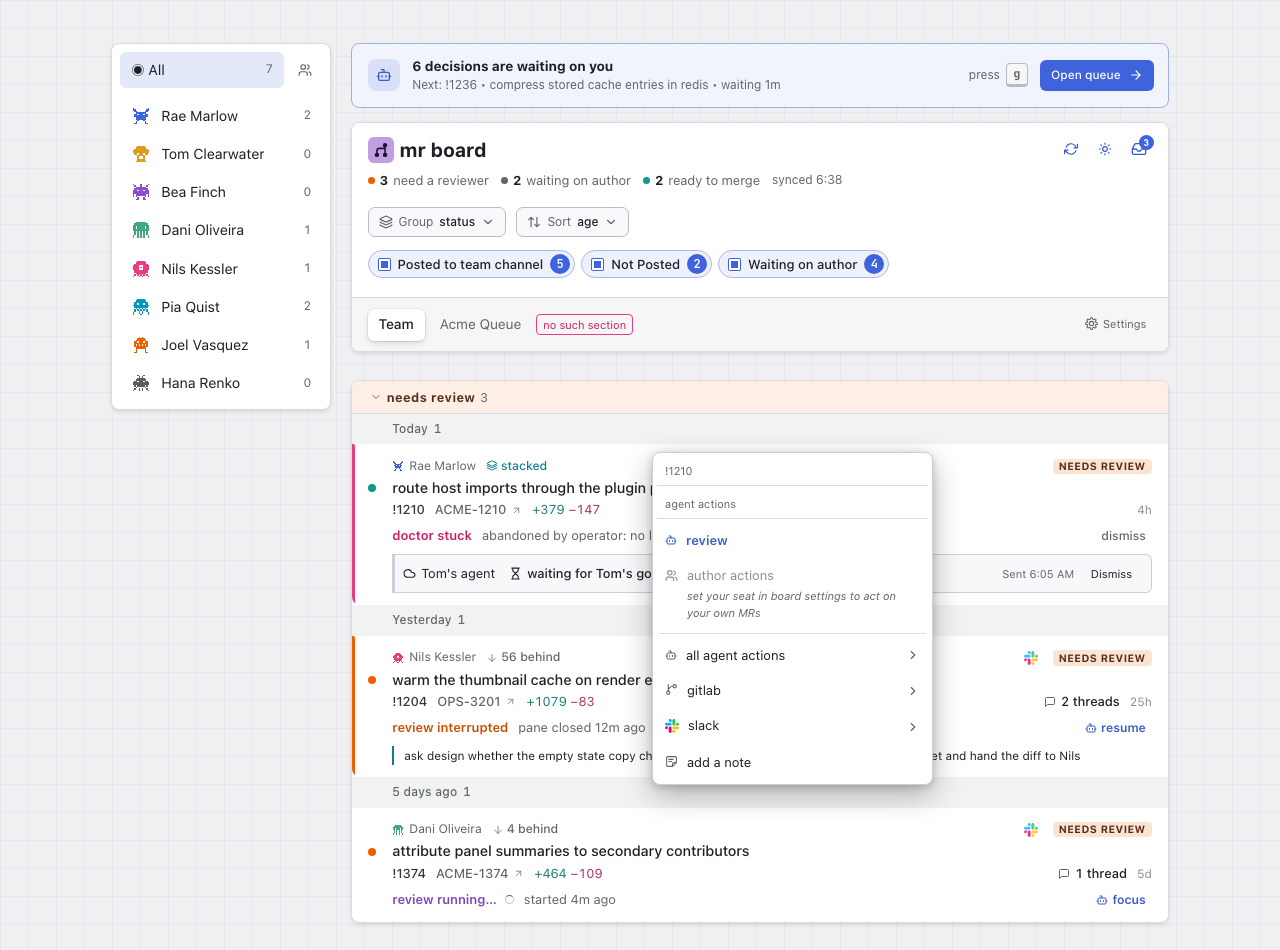 All 7
Rae Marlow 2
Tom Clearwater 0
Bea Finch 0
Dani Oliveira 1
Nils Kessler 1
Pia Quist 2
Joel Vasquez 1
Hana Renko 0
6 decisions are waiting on you
Next: !1236 • compress stored cache entries in redis • waiting 1m
press g Open queue
mr board
3
3 need a reviewer 2 waiting on author 2 ready to merge synced 6:38
Group status Sort age
Posted to team channel 5 Not Posted 2 Waiting on author 4
Team Acme Queue no such section Settings
needs review 3
Today 1
Rae Marlow stacked NEEDS REVIEW
route host imports through the plugin
!1210 ACME-1210 +379 −147 4h
doctor stuck abandoned by operator: no dismiss
Tom's agent waiting for Tom's Sent 6:05 AM Dismiss
Yesterday 1
Nils Kessler 56 behind NEEDS REVIEW
warm the thumbnail cache on render
!1204 OPS-3201 +1079 −83 2 threads 25h
review interrupted pane closed 12m ago resume
ask design whether the empty state copy and hand the diff to Nils
5 days ago 1
Dani Oliveira 4 behind NEEDS REVIEW
attribute panel summaries to secondary contributors
!1374 ACME-1374 +464 −109 1 thread 5d
review running... started 4m ago focus
!1210
agent actions
review
author actions
set your seat in board settings to act on
your own MRs
all agent actions
gitlab
slack
add a note